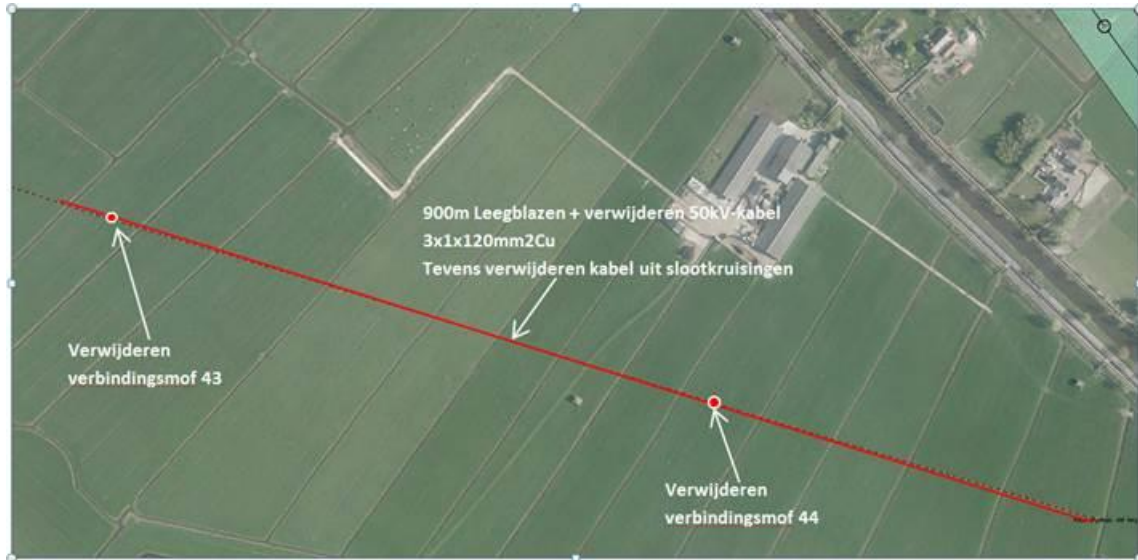 900m Leegblazen + verwijderen 50kV-kabel
3x1x120mm2Cu
Tevens verwijderen kabel uit slootkruisingen
Verwijderen
verbindingsmof 43
Verwijderen
verbindingsmof 44